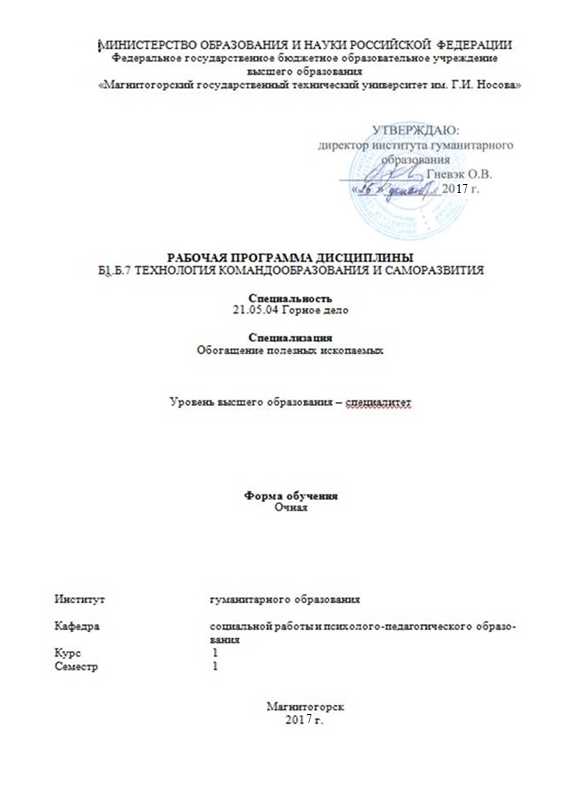 МИНИСТЕРСТВО ОБРАЗОВАНИЯ И НАУКИ РОССИЙСКОЙ ФЕДЕРАЦИИ
Федеральное государственное бюджетное образовательное учреждение
высшего образования
«Магнитогорский государственный технический университет им. Г.И. Носова»
УТВЕРЖДАЮ:
директор института гуманитарного
образования
Гневэк О.В.
«26» декабря 2017 г.
РАБОЧАЯ ПРОГРАММА ДИСЦИПЛИНЫ
Б1.Б.7 ТЕХНОЛОГИЯ КОМАНДООБРАЗОВАНИЯ И САМОРАЗВИТИЯ
Специальность
21.05.04 Горное дело
Специализация
Обогащение полезных ископаемых
Уровень высшего образования – специалитет
Форма обучения
Очная
Институт гуманитарного образования
Кафедра социальной работы и психолого-педагогического образо-
вания
Курс 1
Семестр 1
Магнитогорск
2017 г.